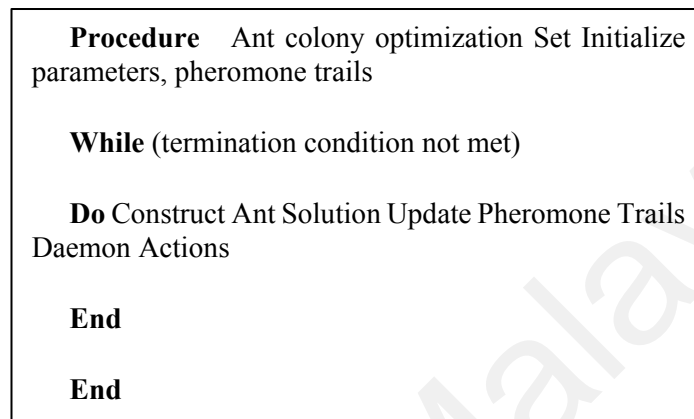 Procedure Ant colony optimization Set Initialize
parameters, pheromone trails
While (termination condition not met)
Do Construct Ant Solution Update Pheromone Trails
Daemon Actions
End
End
Malay